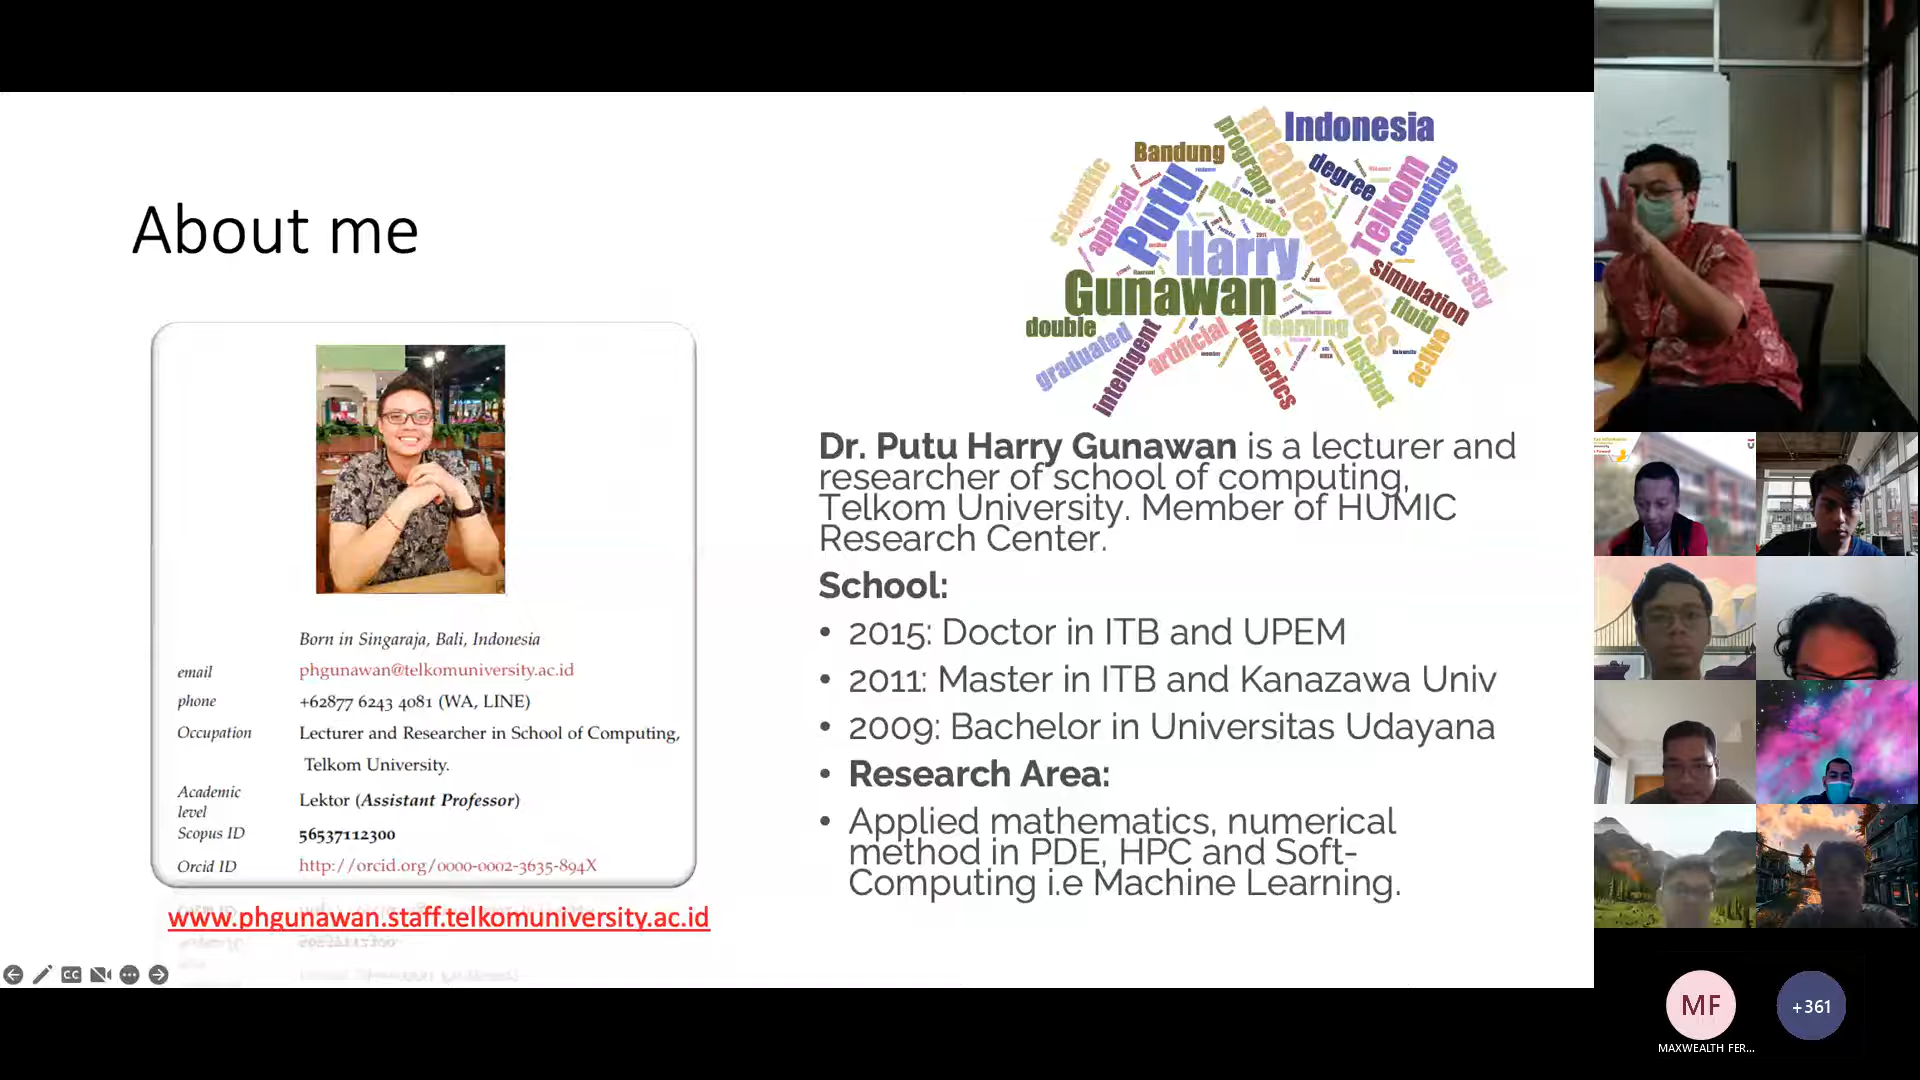 About me
Indonesia
Bandung
program
mathematics
degree
Telkom
computing
Teknologi
University
scientific
applied
Putu
machine
Harry
Gunawan
simulation
fluid
double
learning
graduated
intelligent
artificial
Numerics
Institut
active
Dr. Putu Harry Gunawan is a lecturer and
researcher of school of computing,
Telkom University. Member of HUMIC
Research Center.
School:
• 2015: Doctor in ITB and UPEM
• 2011: Master in ITB and Kanazawa Univ
• 2009: Bachelor in Universitas Udayana
• Research Area:
• Applied mathematics, numerical
method in PDE, HPC and Soft-
Computing i.e Machine Learning.
Born in Singaraja, Bali, Indonesia
email phgunawan@telkomuniversity.ac.id
phone +62877 6243 4081 (WA, LINE)
Occupation Lecturer and Researcher in School of Computing,
Telkom University.
Academic
level Lektor (Assistant Professor)
Scopus ID 56537112300
Orcid ID http://orcid.org/0000-0002-3635-894X
www.phgunawan.staff.telkomuniversity.ac.id
CC
MF
+361
MAXWEALTH FER...